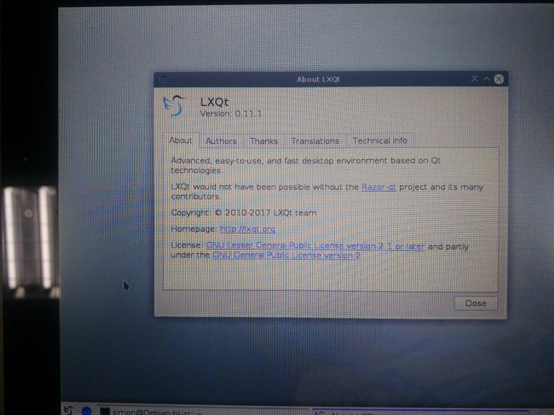 About LXQt
LXQt
Version: 0.11.1
About Authors Thanks Translations Technical Info
Advanced, easy-to-use, and fast desktop environment based on Qt
technologies
LXQt would not have been possible without the Razor-qt project and its many
contributors.
Copyright: © 2010-2017 LXQt team
Homepage: http://lxqt.org
License: GNU Lesser General Public License version 2.1 or later and partly
under the GNU General Public License version 2
Close